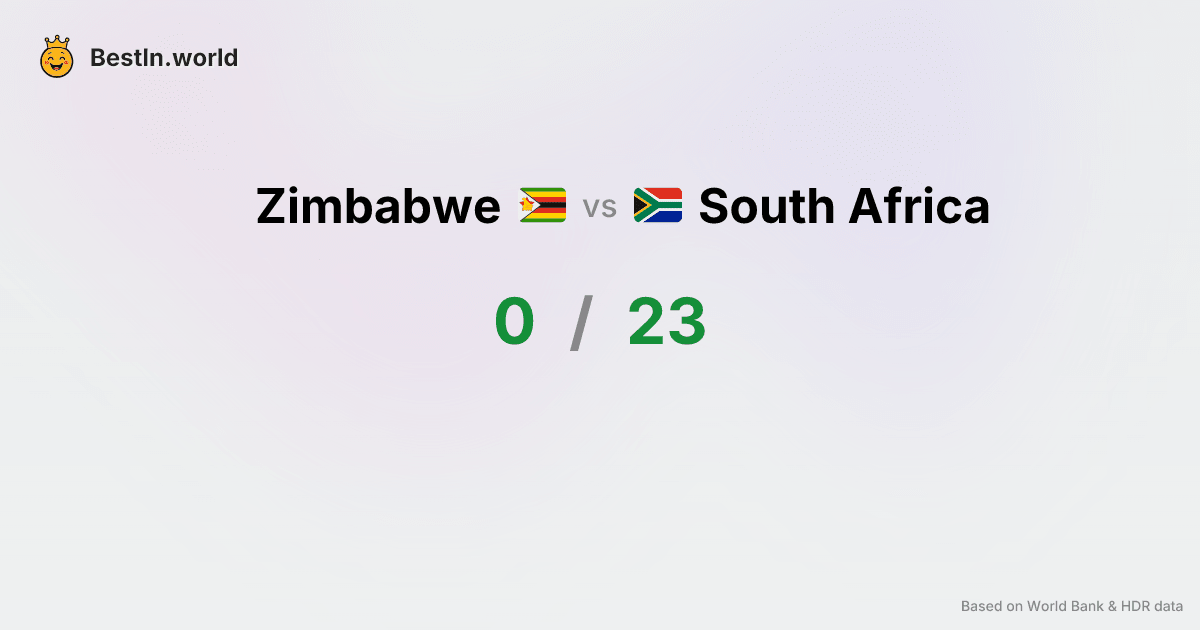 BestIn.world
Zimbabwe 🇿🇼 vs 🇿🇦 South Africa
0 / 23
Based on World Bank & HDR data